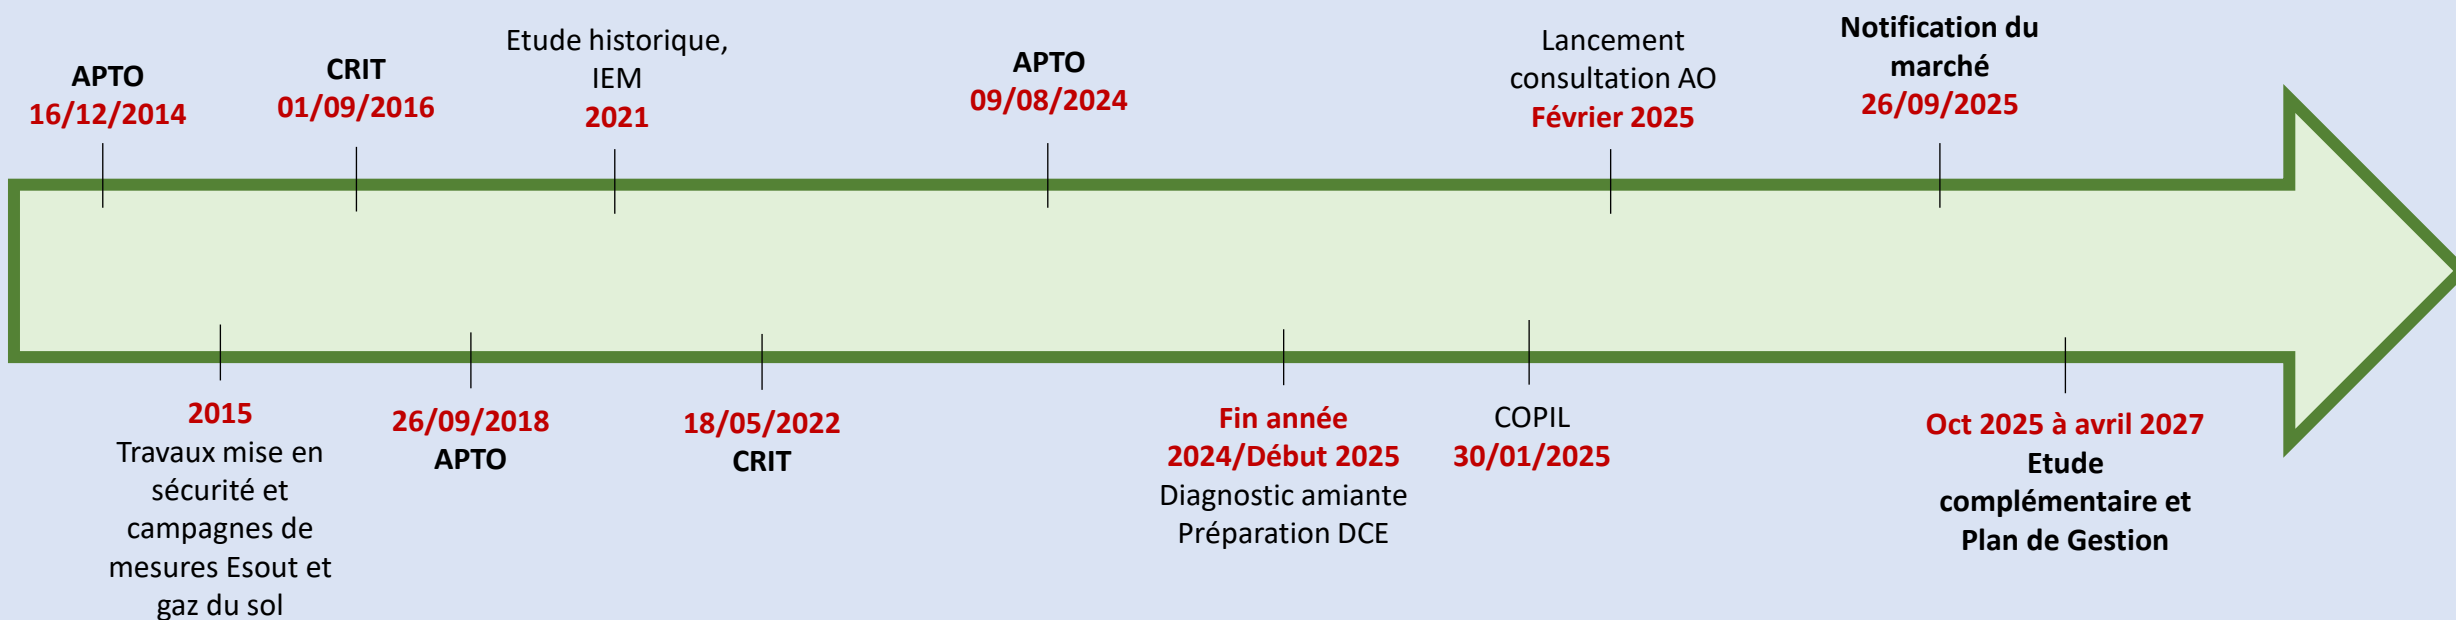 APTO
16/12/2014
CRIT
01/09/2016
Etude historique,
IEM
2021
APTO
09/08/2024
Lancement
consultation AO
Février 2025
Notification du
marché
26/09/2025
2015
Travaux mise en
sécurité et
campagnes de
mesures Esout et
gaz du sol
26/09/2018
APTO
18/05/2022
CRIT
Fin année
2024/Début 2025
Diagnostic amiante
Préparation DCE
COPIL
30/01/2025
Oct 2025 à avril 2027
Etude
complémentaire et
Plan de Gestion